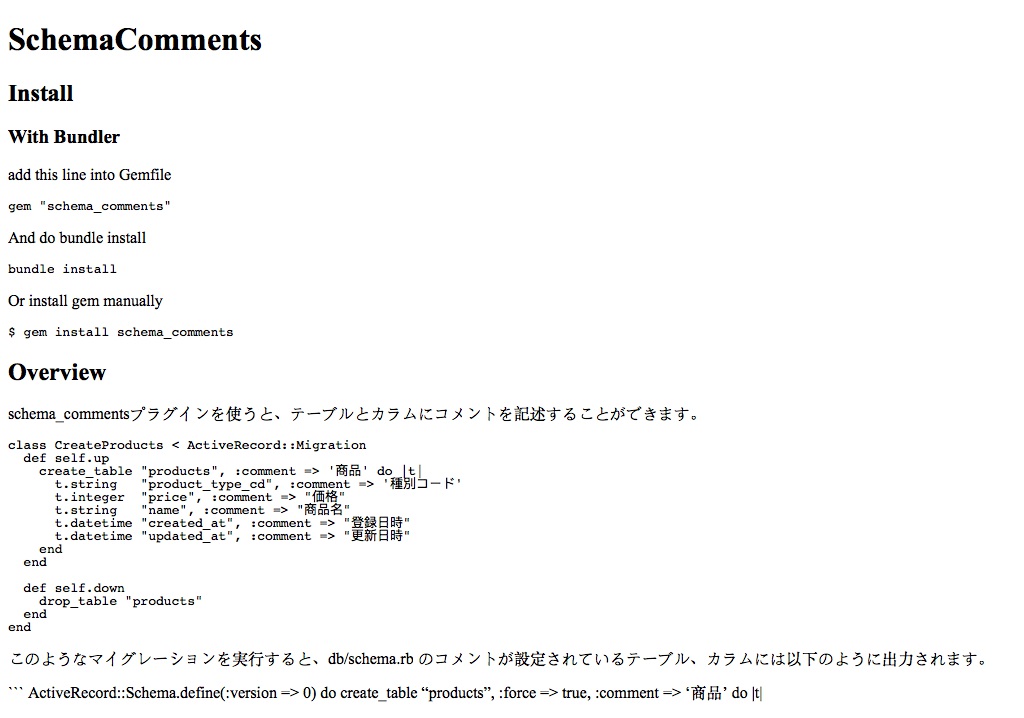 SchemaComments
Install
With Bundler
add this line into Gemfile
gem "schema_comments"
And do bundle install
bundle install
Or install gem manually
$ gem install schema_comments
Overview
schema_commentsプラグインを使うと、テーブルとカラムにコメントを記述することができます。
class CreateProducts < ActiveRecord::Migration
  def self.up
    create_table "products", :comment => '商品' do |t|
      t.string   "product_type_cd", :comment => '種別コード'
      t.integer  "price", :comment => "価格"
      t.string   "name", :comment => "商品名"
      t.datetime "created_at", :comment => "登録日時"
      t.datetime "updated_at", :comment => "更新日時"
    end
  end

  def self.down
    drop_table "products"
  end
end
このようなマイグレーションを実行すると、db/schema.rb のコメントが設定されているテーブル、カラムには以下のように出力されます。
``` ActiveRecord::Schema.define(:version => 0) do create_table “products”, :force => true, :comment => ‘商品’ do |t|